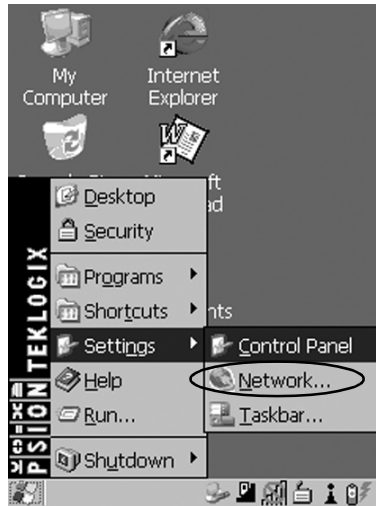 My
Computer
Internet
Explorer
Desktop
Security
Programs
Shortcuts
Settings
Help
Run...
Shutdown
Control Panel
Network...
Taskbar...
PSION TEKLOGIX